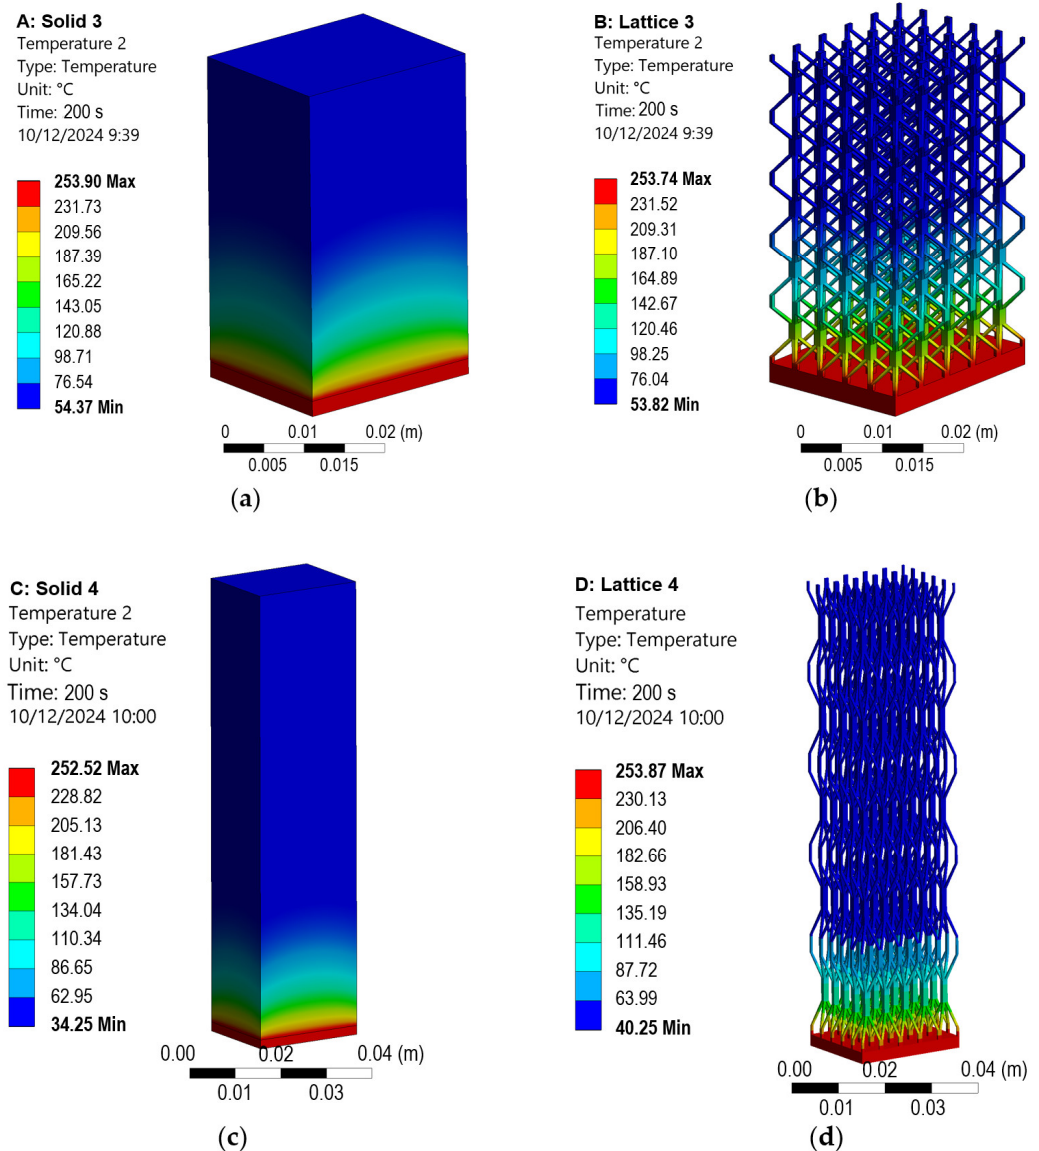 A: Solid 3
Temperature 2
Type: Temperature
Unit: °C
Time: 200 s
10/12/2024 9:39
253.90 Max
231.73
209.56
187.39
165.22
143.05
120.88
98.71
76.54
54.37 Min
0 0.01 0.02 (m)
0.005 0.015
(a)
B: Lattice 3
Temperature 2
Type: Temperature
Unit: °C
Time: 200 s
10/12/2024 9:39
253.74 Max
231.52
209.31
187.10
164.89
142.67
120.46
98.25
76.04
53.82 Min
0 0.01 0.02 (m)
0.005 0.015
(b)
C: Solid 4
Temperature 2
Type: Temperature
Unit: °C
Time: 200 s
10/12/2024 10:00
252.52 Max
228.82
205.13
181.43
157.73
134.04
110.34
86.65
62.95
34.25 Min
0.00 0.02 0.04 (m)
0.01 0.03
(c)
D: Lattice 4
Temperature
Type: Temperature
Unit: °C
Time: 200 s
10/12/2024 10:00
253.87 Max
230.13
206.40
182.66
158.93
135.19
111.46
87.72
63.99
40.25 Min
0.00 0.02 0.04 (m)
0.01 0.03
(d)